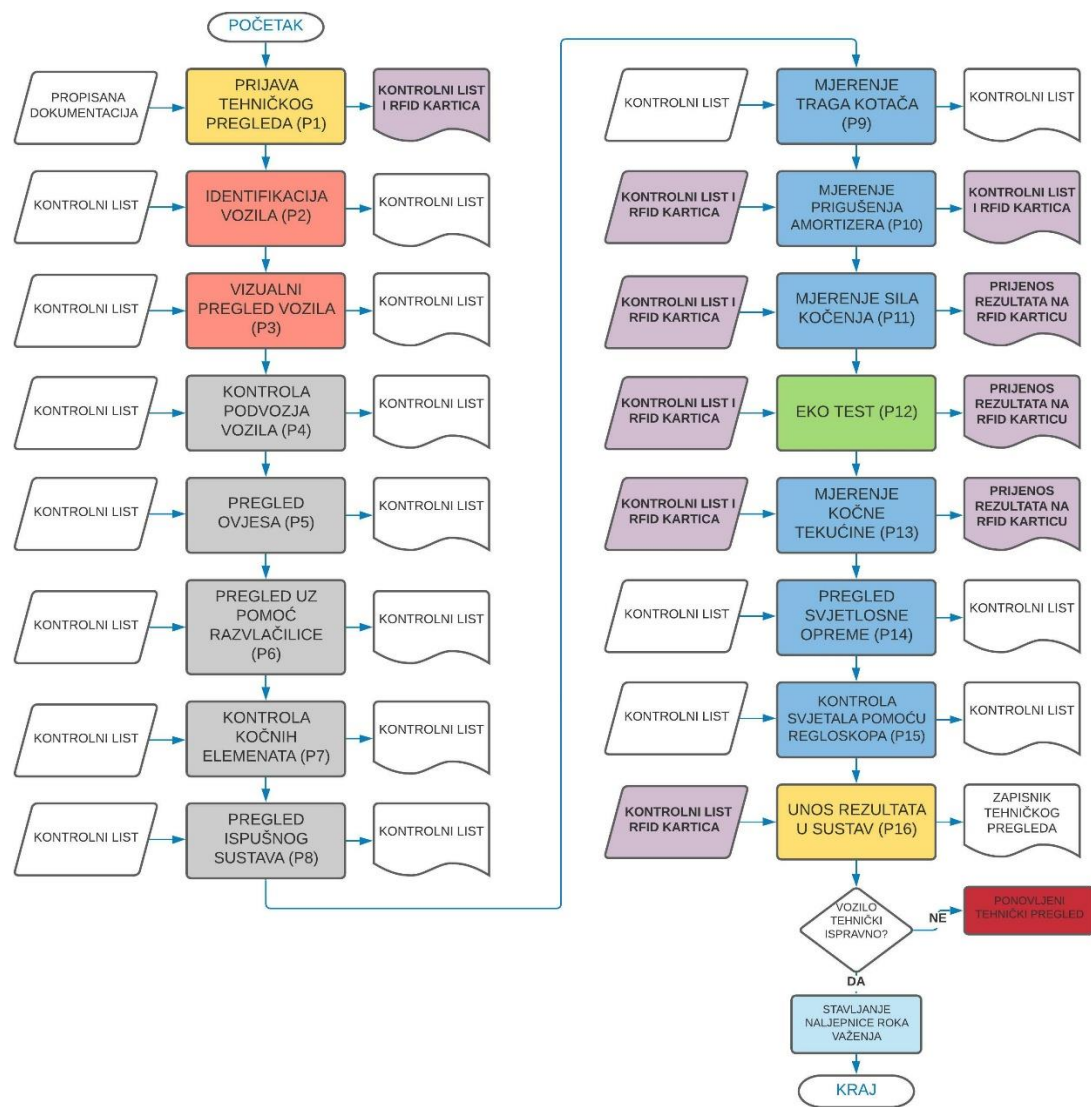 POČETAK
PROPISANA
DOKUMENTACIJA
PRIJAVA
TEHNIČKOG
PREGLEDA (P1)
KONTROLNI LIST
I RFID KARTICA
KONTROLNI LIST
IDENTIFIKACIJA
VOZILA (P2)
KONTROLNI LIST
KONTROLNI LIST
VIZUALNI
PREGLED VOZILA
(P3)
KONTROLNI LIST
KONTROLNI LIST
KONTROLA
PODVOZJA
VOZILA (P4)
KONTROLNI LIST
KONTROLNI LIST
PREGLED
OVJESA (P5)
KONTROLNI LIST
KONTROLNI LIST
PREGLED UZ
POMOĆ
RAZVLAČILICE
(P6)
KONTROLNI LIST
KONTROLNI LIST
KONTROLA
KOČNIH
ELEMENATA (P7)
KONTROLNI LIST
KONTROLNI LIST
PREGLED
ISPUŠNOG
SUSTAVA (P8)
KONTROLNI LIST
KONTROLNI LIST
MJERENJE
TRAGA KOTAČA
(P9)
KONTROLNI LIST
KONTROLNI LIST I
RFID KARTICA
MJERENJE
PRIGUŠENJA
AMORTIZERA (P10)
KONTROLNI LIST
I RFID KARTICA
KONTROLNI LIST I
RFID KARTICA
MJERENJE SILA
KOČENJA (P11)
PRIJENOS
REZULTATA NA
RFID KARTICU
KONTROLNI LIST I
RFID KARTICA
EKO TEST (P12)
PRIJENOS
REZULTATA NA
RFID KARTICU
KONTROLNI LIST I
RFID KARTICA
MJERENJE
KOČNE
TEKUĆINE (P13)
PRIJENOS
REZULTATA NA
RFID KARTICU
KONTROLNI LIST
PREGLED
SVJETLOSNE
OPREME (P14)
KONTROLNI LIST
KONTROLNI LIST
KONTROLA
SVJETALA POMOĆU
REGLOSKOPA (P15)
KONTROLNI LIST
KONTROLNI LIST
RFID KARTICA
UNOS REZULTATA
U SUSTAV (P16)
ZAPISNIK
TEHNIČKOG
PREGLEDA
VOZILO
TEHNIČKI
ISPRAVNO?
NE
PONOVLJENI
TEHNIČKI PREGLED
DA
STAVLJANJE
NALJEPNICE ROKA
VAŽENJA
KRAJ